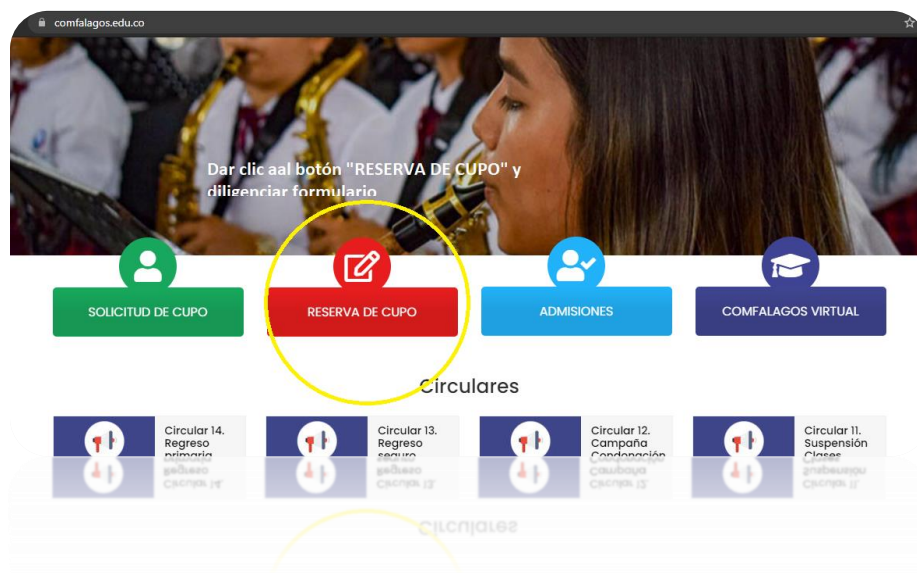 comfalagos.edu.co
Dar clic aal botón "RESERVA DE CUPO" y
diligenciar formulario
SOLICITUD DE CUPO
RESERVA DE CUPO
ADMISIONES
COMFALAGOS VIRTUAL
Circulares
Circular 14.
Regreso
primaria
Circular 13.
Regreso
seguro
Circular 12.
Campaña
Condonación
Circular 11.
Suspensión
Clases